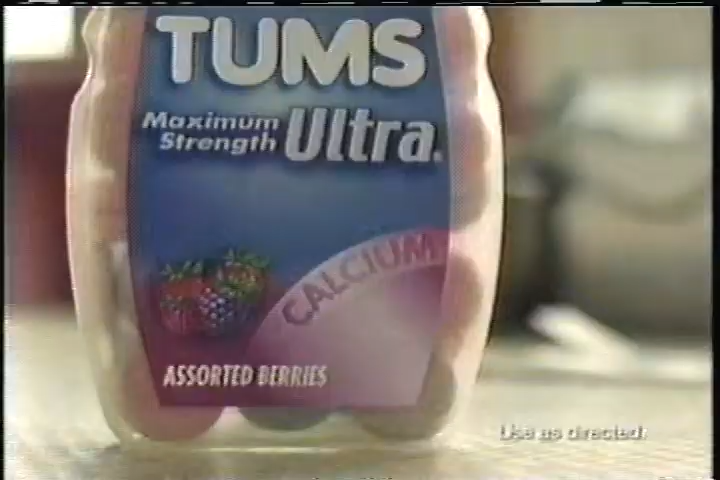 TUMS
Maximum
Strength Ultra.
CALCIUM
ASSORTED BERRIES
Use as directed.